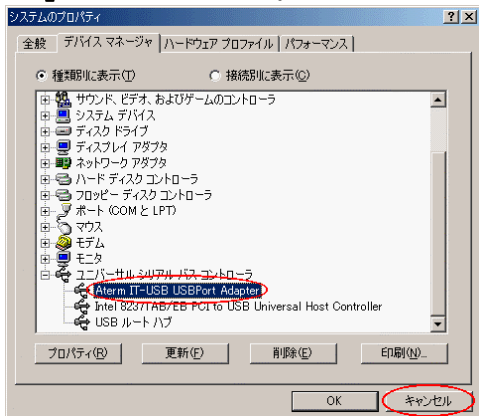 システムのプロパティ
全般 デバイス マネージャ ハードウェア プロファイル パフォーマンス
種類別に表示(T) 接続別に表示(C)
サウンド、ビデオ、およびゲームのコントローラ
システム デバイス
ディスク ドライブ
ディスプレイ アダプタ
ネットワーク アダプタ
ハード ディスク コントローラ
フロッピー ディスク コントローラ
ポート (COM と LPT)
マウス
モデム
モニタ
ユニバーサル シリアル バス コントローラ
Aterm IT-USB USBPort Adapter
Intel 82371AB/EB PCI to USB Universal Host Controller
USB ルート ハブ
プロパティ(R) 更新(F) 削除(E) 印刷(N)...
OK キャンセル